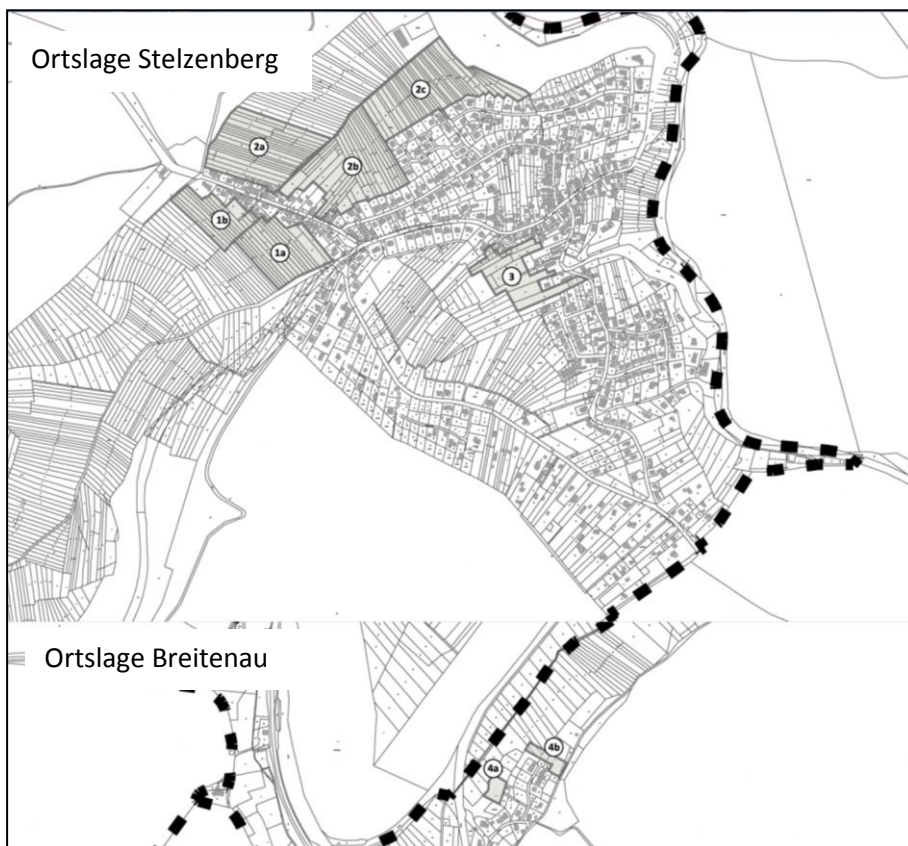 Ortslage Stelzenberg
2c
2a
2b
1b
1a
3
Ortslage Breitenau
4b
4a